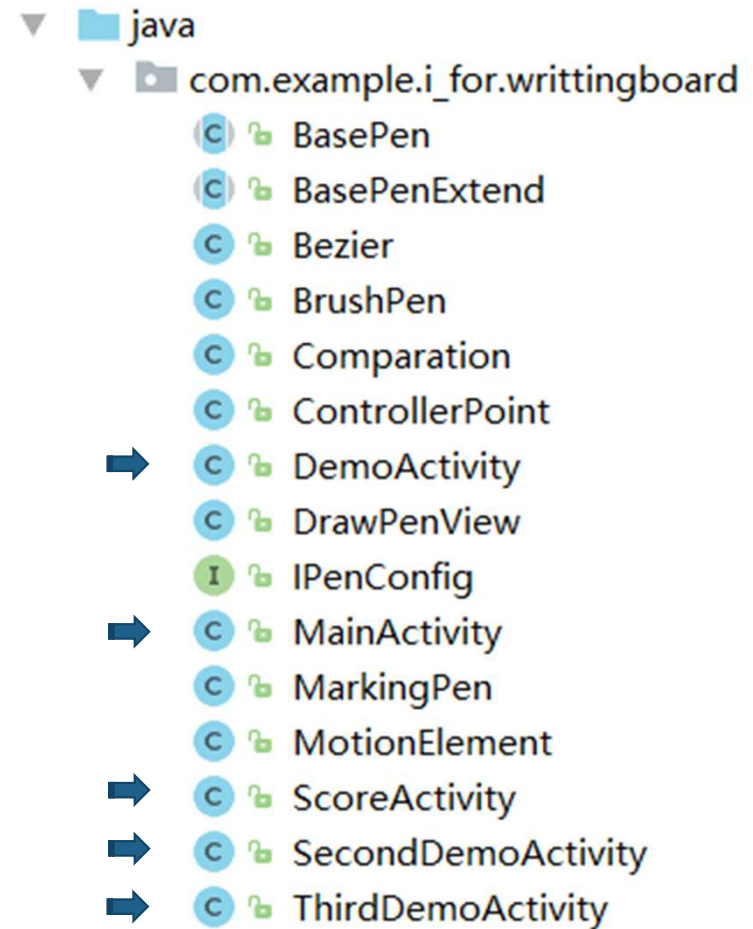 java
com.example.i_for.writtingboard
C BasePen
C BasePenExtend
C Bezier
C BrushPen
C Comparation
C ControllerPoint
C DemoActivity
C DrawPenView
I IPenConfig
C MainActivity
C MarkingPen
C MotionElement
C ScoreActivity
C SecondDemoActivity
C ThirdDemoActivity